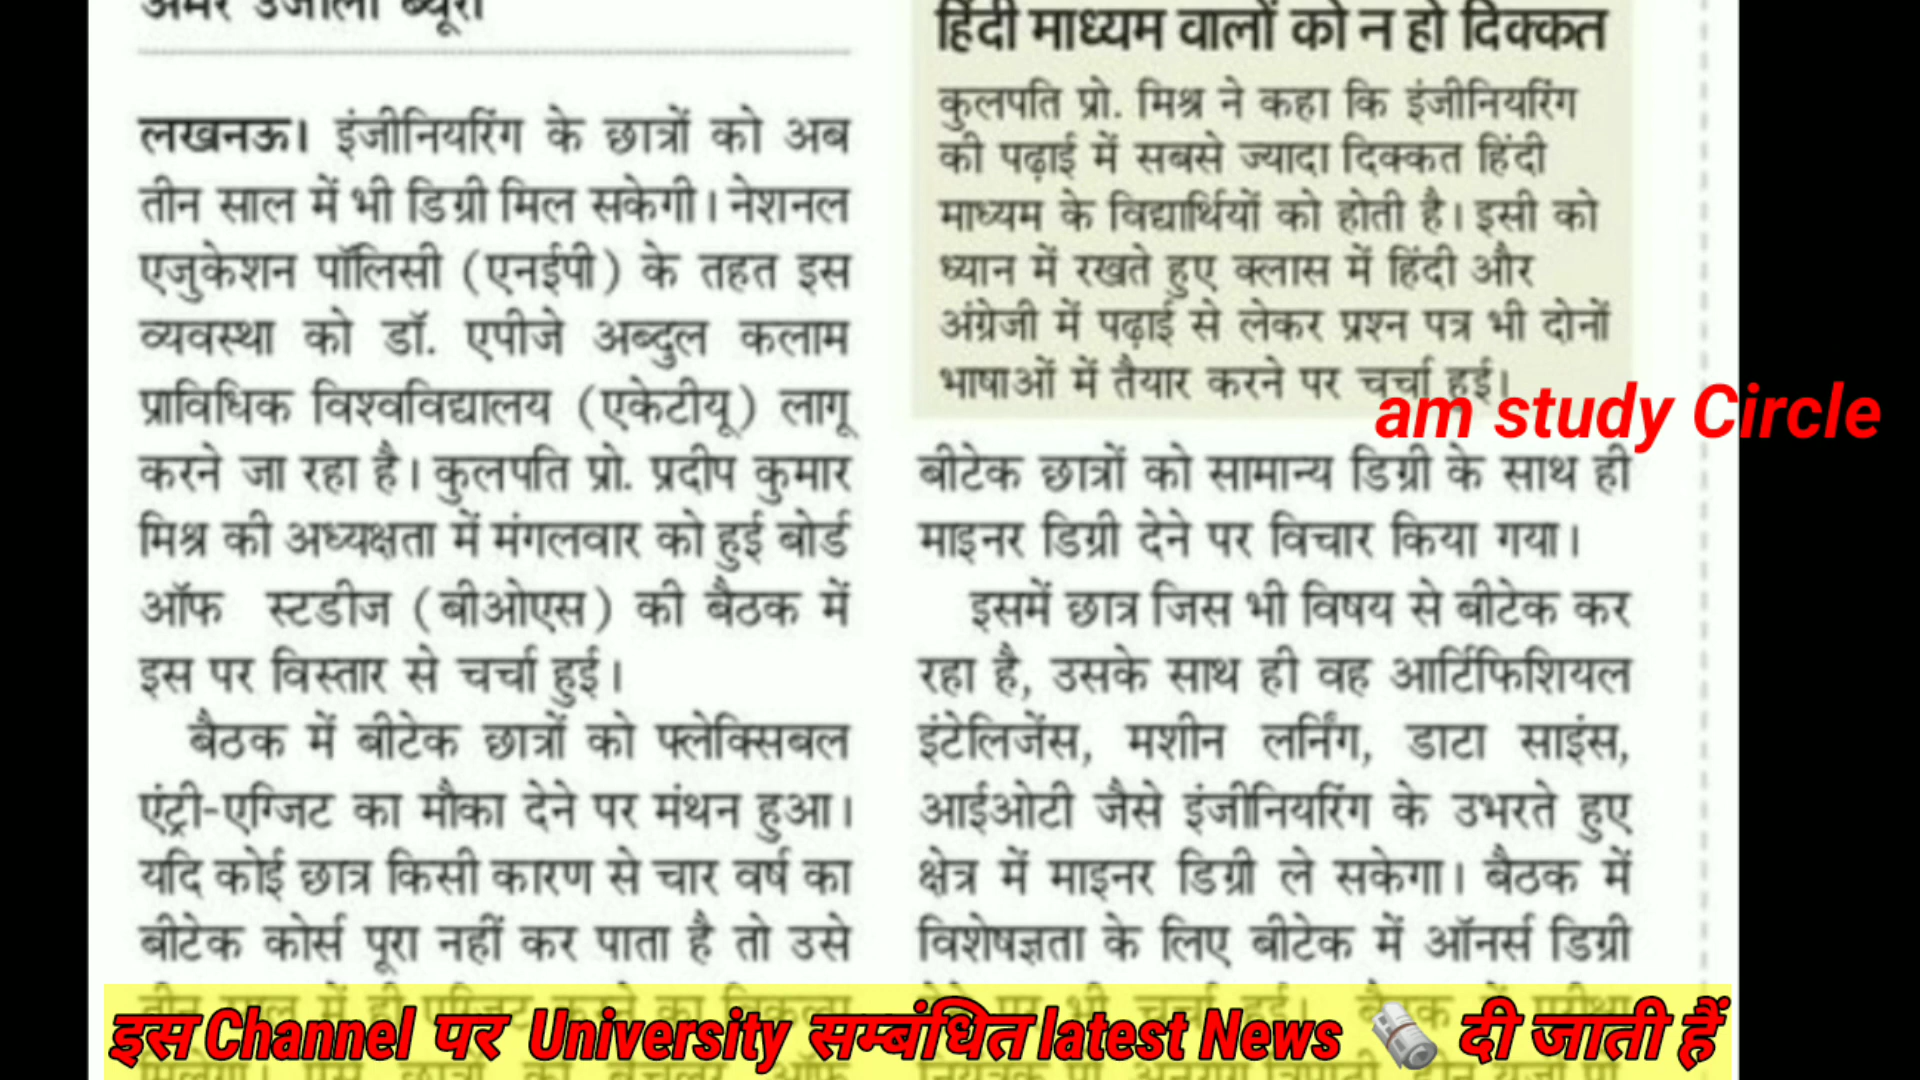 अमर उजाला ब्यूरो
लखनऊ। इंजीनियरिंग के छात्रों को अब
तीन साल में भी डिग्री मिल सकेगी। नेशनल
एजुकेशन पॉलिसी (एनईपी) के तहत इस
व्यवस्था को डॉ. एपीजे अब्दुल कलाम
प्राविधिक विश्वविद्यालय (एकेटीयू) लागू
करने जा रहा है। कुलपति प्रो. प्रदीप कुमार
मिश्र की अध्यक्षता में मंगलवार को हुई बोर्ड
ऑफ स्टडीज (बीओएस) की बैठक में
इस पर विस्तार से चर्चा हुई।
बैठक में बीटेक छात्रों को फ्लेक्सिबल
एंट्री-एग्जिट का मौका देने पर मंथन हुआ।
यदि कोई छात्र किसी कारण से चार वर्ष का
बीटेक कोर्स पूरा नहीं कर पाता है तो उसे
हिंदी माध्यम वालों को न हो दिक्कत
कुलपति प्रो. मिश्र ने कहा कि इंजीनियरिंग
की पढ़ाई में सबसे ज्यादा दिक्कत हिंदी
माध्यम के विद्यार्थियों को होती है। इसी को
ध्यान में रखते हुए क्लास में हिंदी और
अंग्रेजी में पढ़ाई से लेकर प्रश्न पत्र भी दोनों
भाषाओं में तैयार करने पर चर्चा हुई।
am study Circle
बीटेक छात्रों को सामान्य डिग्री के साथ ही
माइनर डिग्री देने पर विचार किया गया।
इसमें छात्र जिस भी विषय से बीटेक कर
रहा है, उसके साथ ही वह आर्टिफिशियल
इंटेलिजेंस, मशीन लर्निंग, डाटा साइंस,
आईओटी जैसे इंजीनियरिंग के उभरते हुए
क्षेत्र में माइनर डिग्री ले सकेगा। बैठक में
विशेषज्ञता के लिए बीटेक में ऑनर्स डिग्री
इस Channel पर University सम्बंधित latest News दी जाती हैं